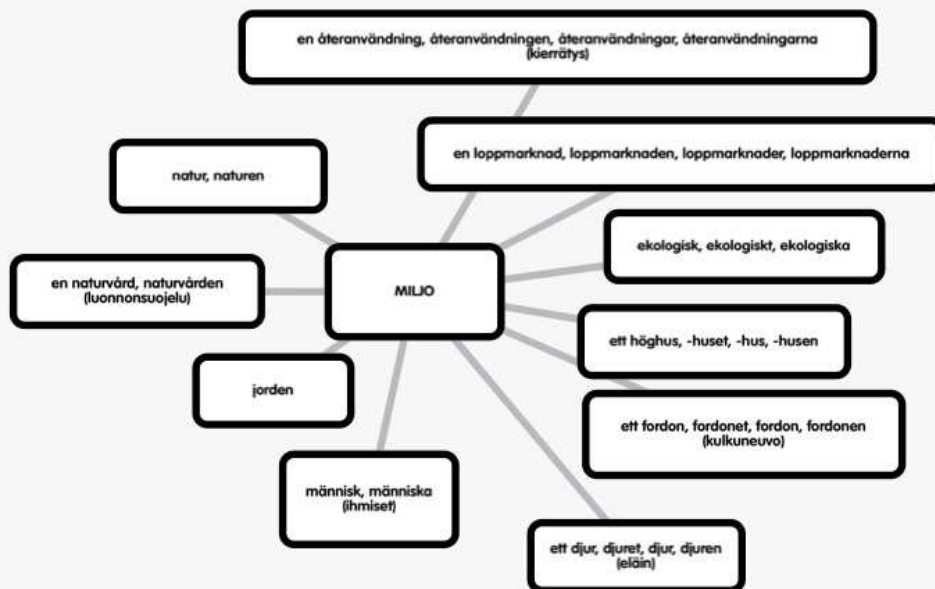 en återanvändning, återanvändningen, återanvändningar, återanvändningarna
(kierrätys)
en loppmarknad, loppmarknaden, loppmarknader, loppmarknaderna
natur, naturen
ekologisk, ekologiskt, ekologiska
en naturvård, naturvården
(luonnonsuojelu)
MILJO
ett höghus, -huset, -hus, -husen
jorden
ett fordon, fordonet, fordon, fordonen
(kulkuneuvo)
människ, människa
(ihmiset)
ett djur, djuret, djur, djuren
(eläin)